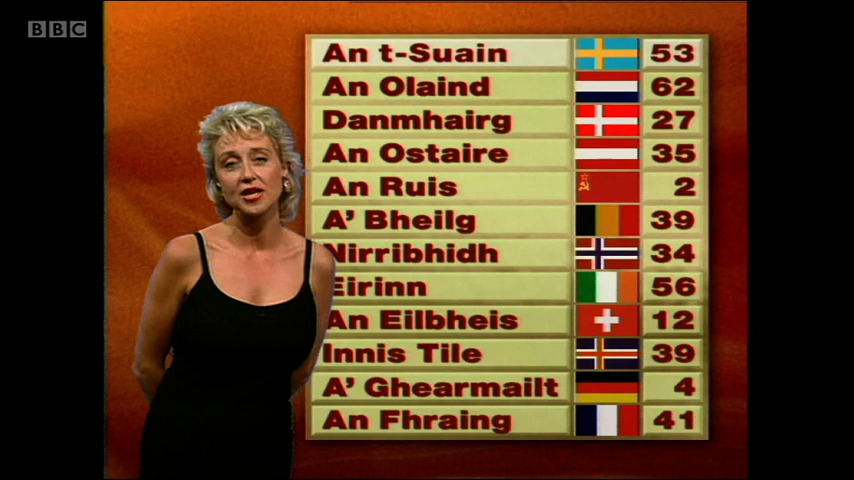 BBC
An t-Suain 53
An Olaind 62
Danmhairg 27
An Ostaire 35
An Ruis 2
A' Bheilg 39
Nirribhidh 34
Eirinn 56
An Eilbheis 12
Innis Tile 39
A' Ghearmailt 4
An Fhraing 41